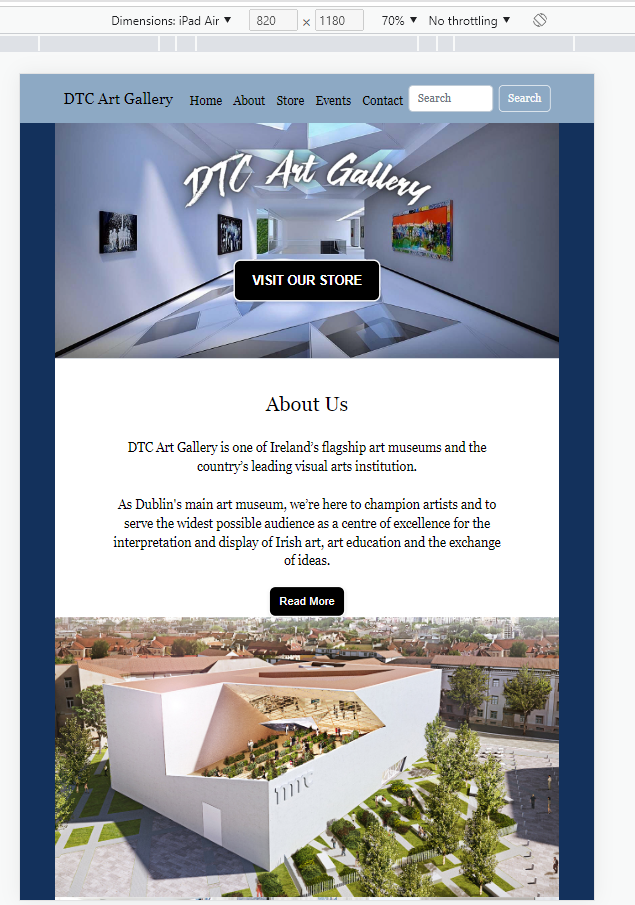 Dimensions: iPad Air ▼ 820 × 1180 70% ▼ No throttling ▼
DTC Art Gallery Home About Store Events Contact Search Search
DTC Art Gallery
VISIT OUR STORE
About Us
DTC Art Gallery is one of Ireland’s flagship art museums and the
country’s leading visual arts institution.
As Dublin's main art museum, we’re here to champion artists and to
serve the widest possible audience as a centre of excellence for the
interpretation and display of Irish art, art education and the exchange
of ideas.
Read More